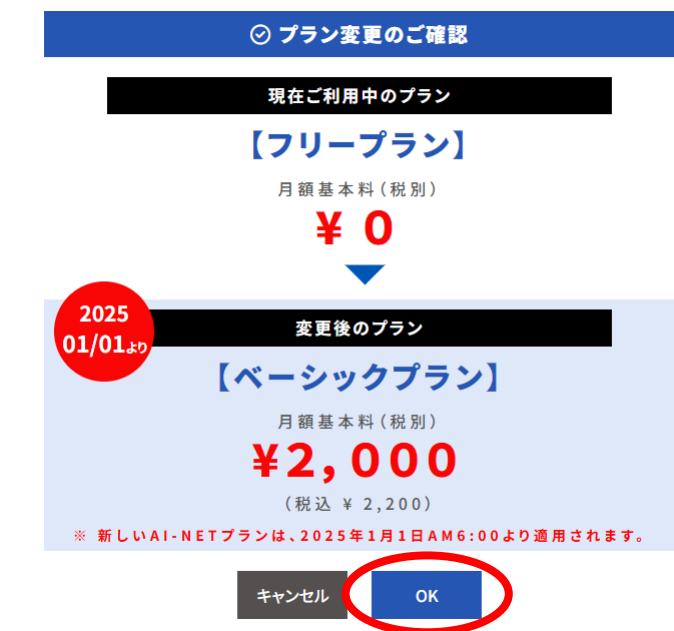 プラン変更のご確認
現在ご利用中のプラン
【フリープラン】
月額基本料(税別)
¥ 0
2025
01/01より
変更後のプラン
【ベーシックプラン】
月額基本料(税別)
¥2,000
(税込 ¥ 2,200)
※ 新しいAI-NETプランは、2025年1月1日AM6:00より適用されます。
キャンセル
OK